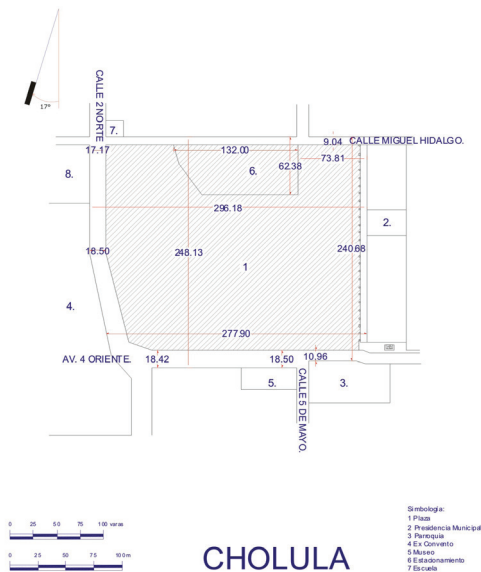 17°
CALLE 2 NORTE
7.
9.04
CALLE MIGUEL HIDALGO.
17.17
132.00
73.81
62.38
6.
8.
296.18
2.
18.50
248.13
240.68
1
4.
277.90
AV. 4 ORIENTE.
18.42
18.50
10.96
5.
3.
CALLE 5 DE MAYO.
0 25 50 75 100 varas
0 25 50 75 100m
CHOLULA
Simbología:
1 Plaza
2 Presidencia Municipal
3 Parroquia
4 Ex Convento
5 Museo
6 Estacionamiento
7 Escuela